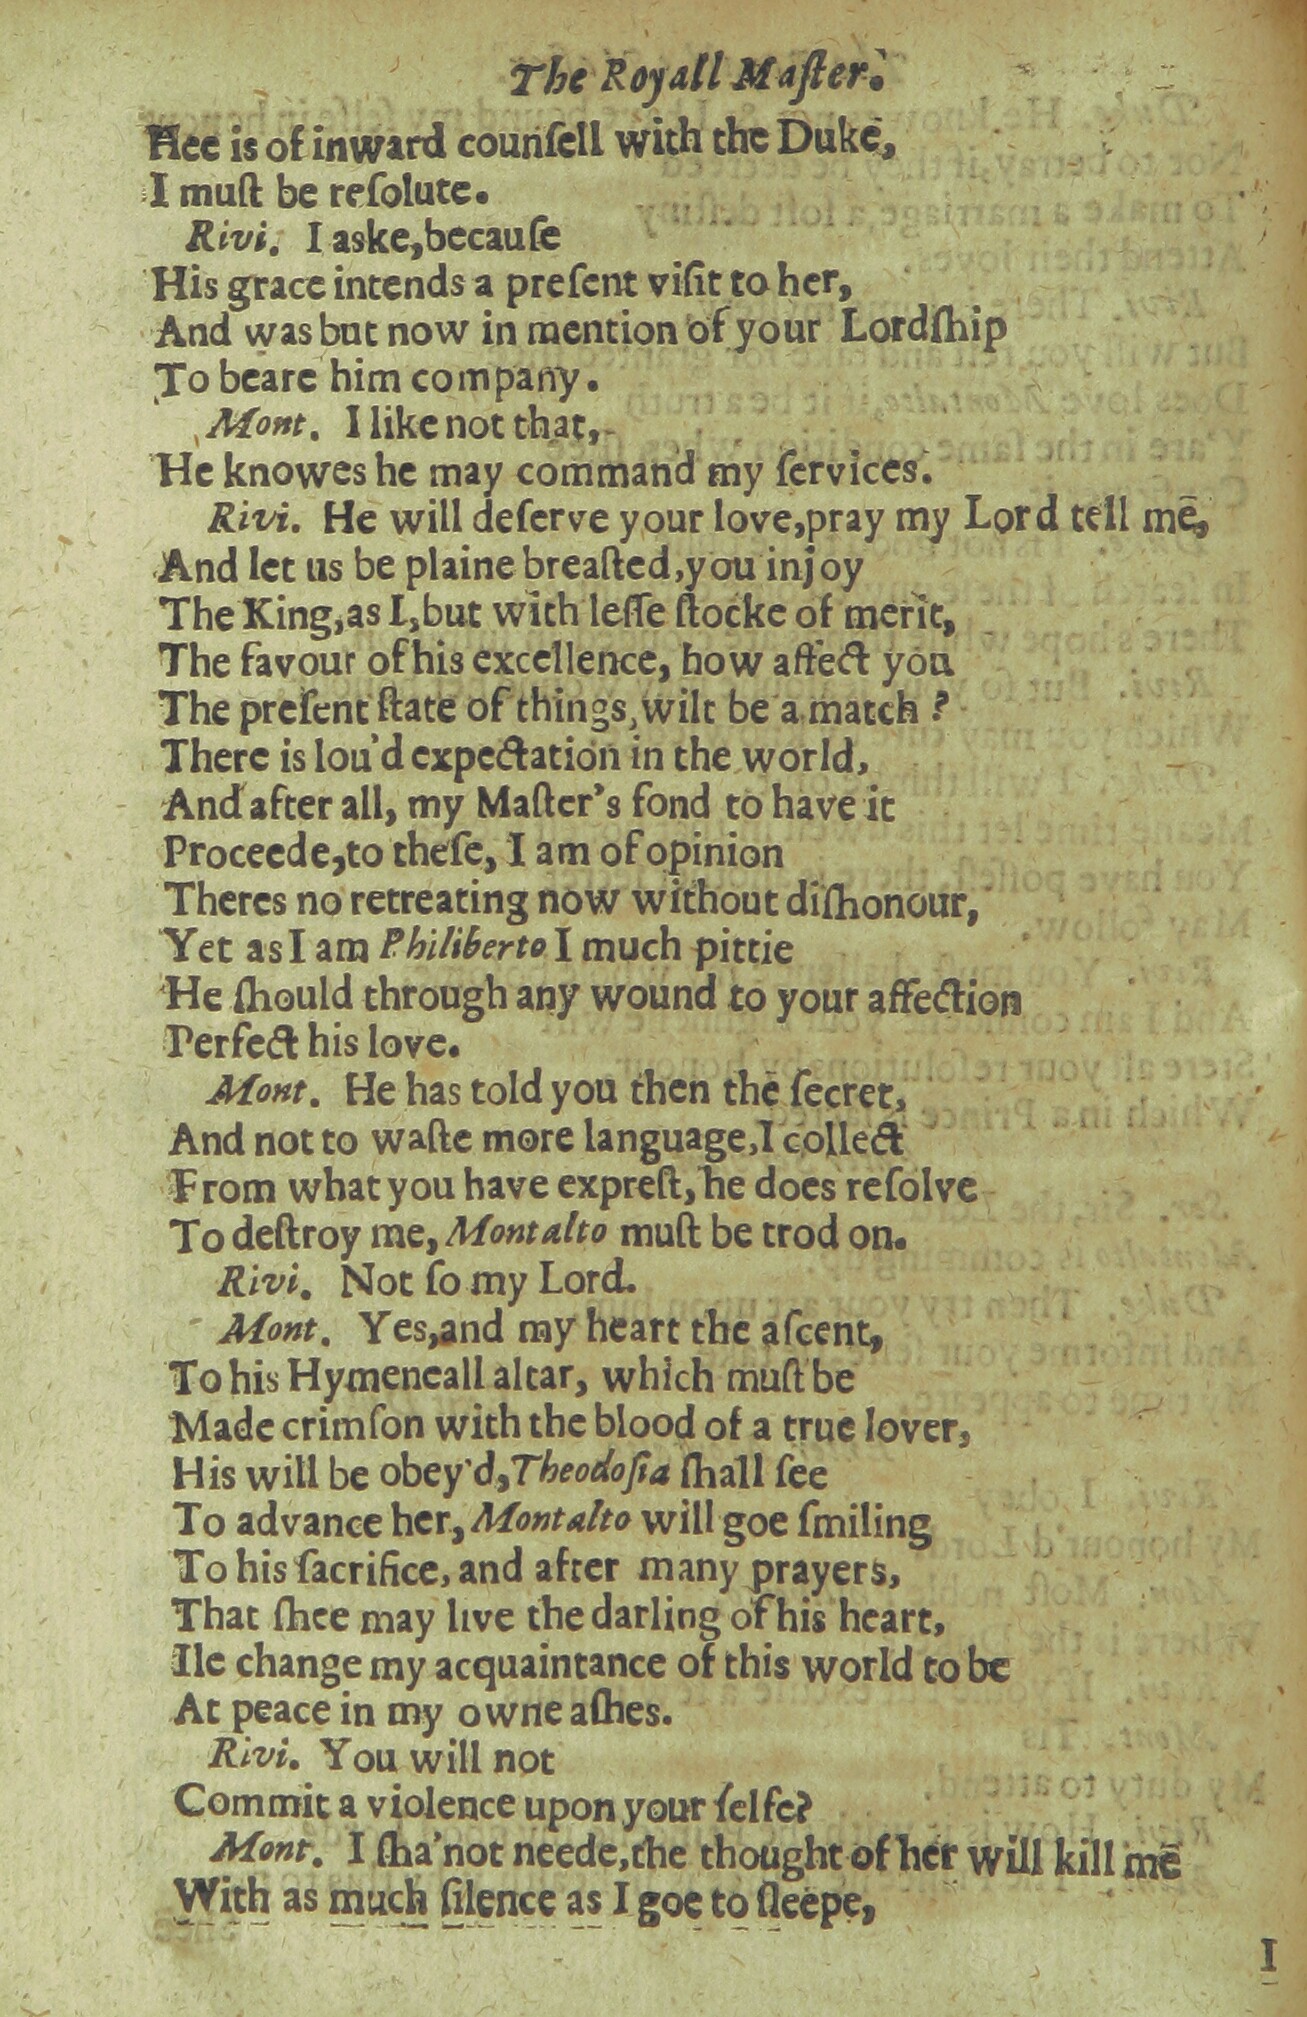 The Royall Maſter.
Hee is of inward counſell with the Duke,
I muſt be reſolute.
Rivi. I aske, becauſe
His grace intends a preſent viſit to her,
And was but now in mention of your Lordſhip
To beare him company.
Mont. I like not that,
He knowes he may command my ſervices.
Rivi. He will deſerve your love, pray my Lord tell mē,
And let us be plaine breaſted, you injoy
The King, as I, but with leſſe ſtocke of merit,
The favour of his excellence, how affect you
The preſent ſtate of things, wilt be a match?
There is lou'd expectation in the world,
And after all, my Maſter's fond to have it
Proceede, to theſe, I am of opinion
Theres no retreating now without diſhonour,
Yet as I am Philiberto I much pittie
He ſhould through any wound to your affection
Perfect his love.
Mont. He has told you then the ſecret,
And not to waſte more language, I collect
From what you have expreſt, he does reſolve
To deſtroy me, Montalto muſt be trod on.
Rivi. Not ſo my Lord.
Mont. Yes, and my heart the aſcent,
To his Hymeneall altar, which muſt be
Made crimſon with the blood of a true lover,
His will be obey'd, Theodoſia ſhall ſee
To advance her, Montalto will goe ſmiling
To his ſacrifice, and after many prayers,
That ſhee may live the darling of his heart,
Ile change my acquaintance of this world to be
At peace in my owne aſhes.
Rivi. You will not
Commit a violence upon your ſelfe?
Mont. I ſha'not neede, the thought of her will kill mē
With as much ſilence as I goe to ſleepe,
I